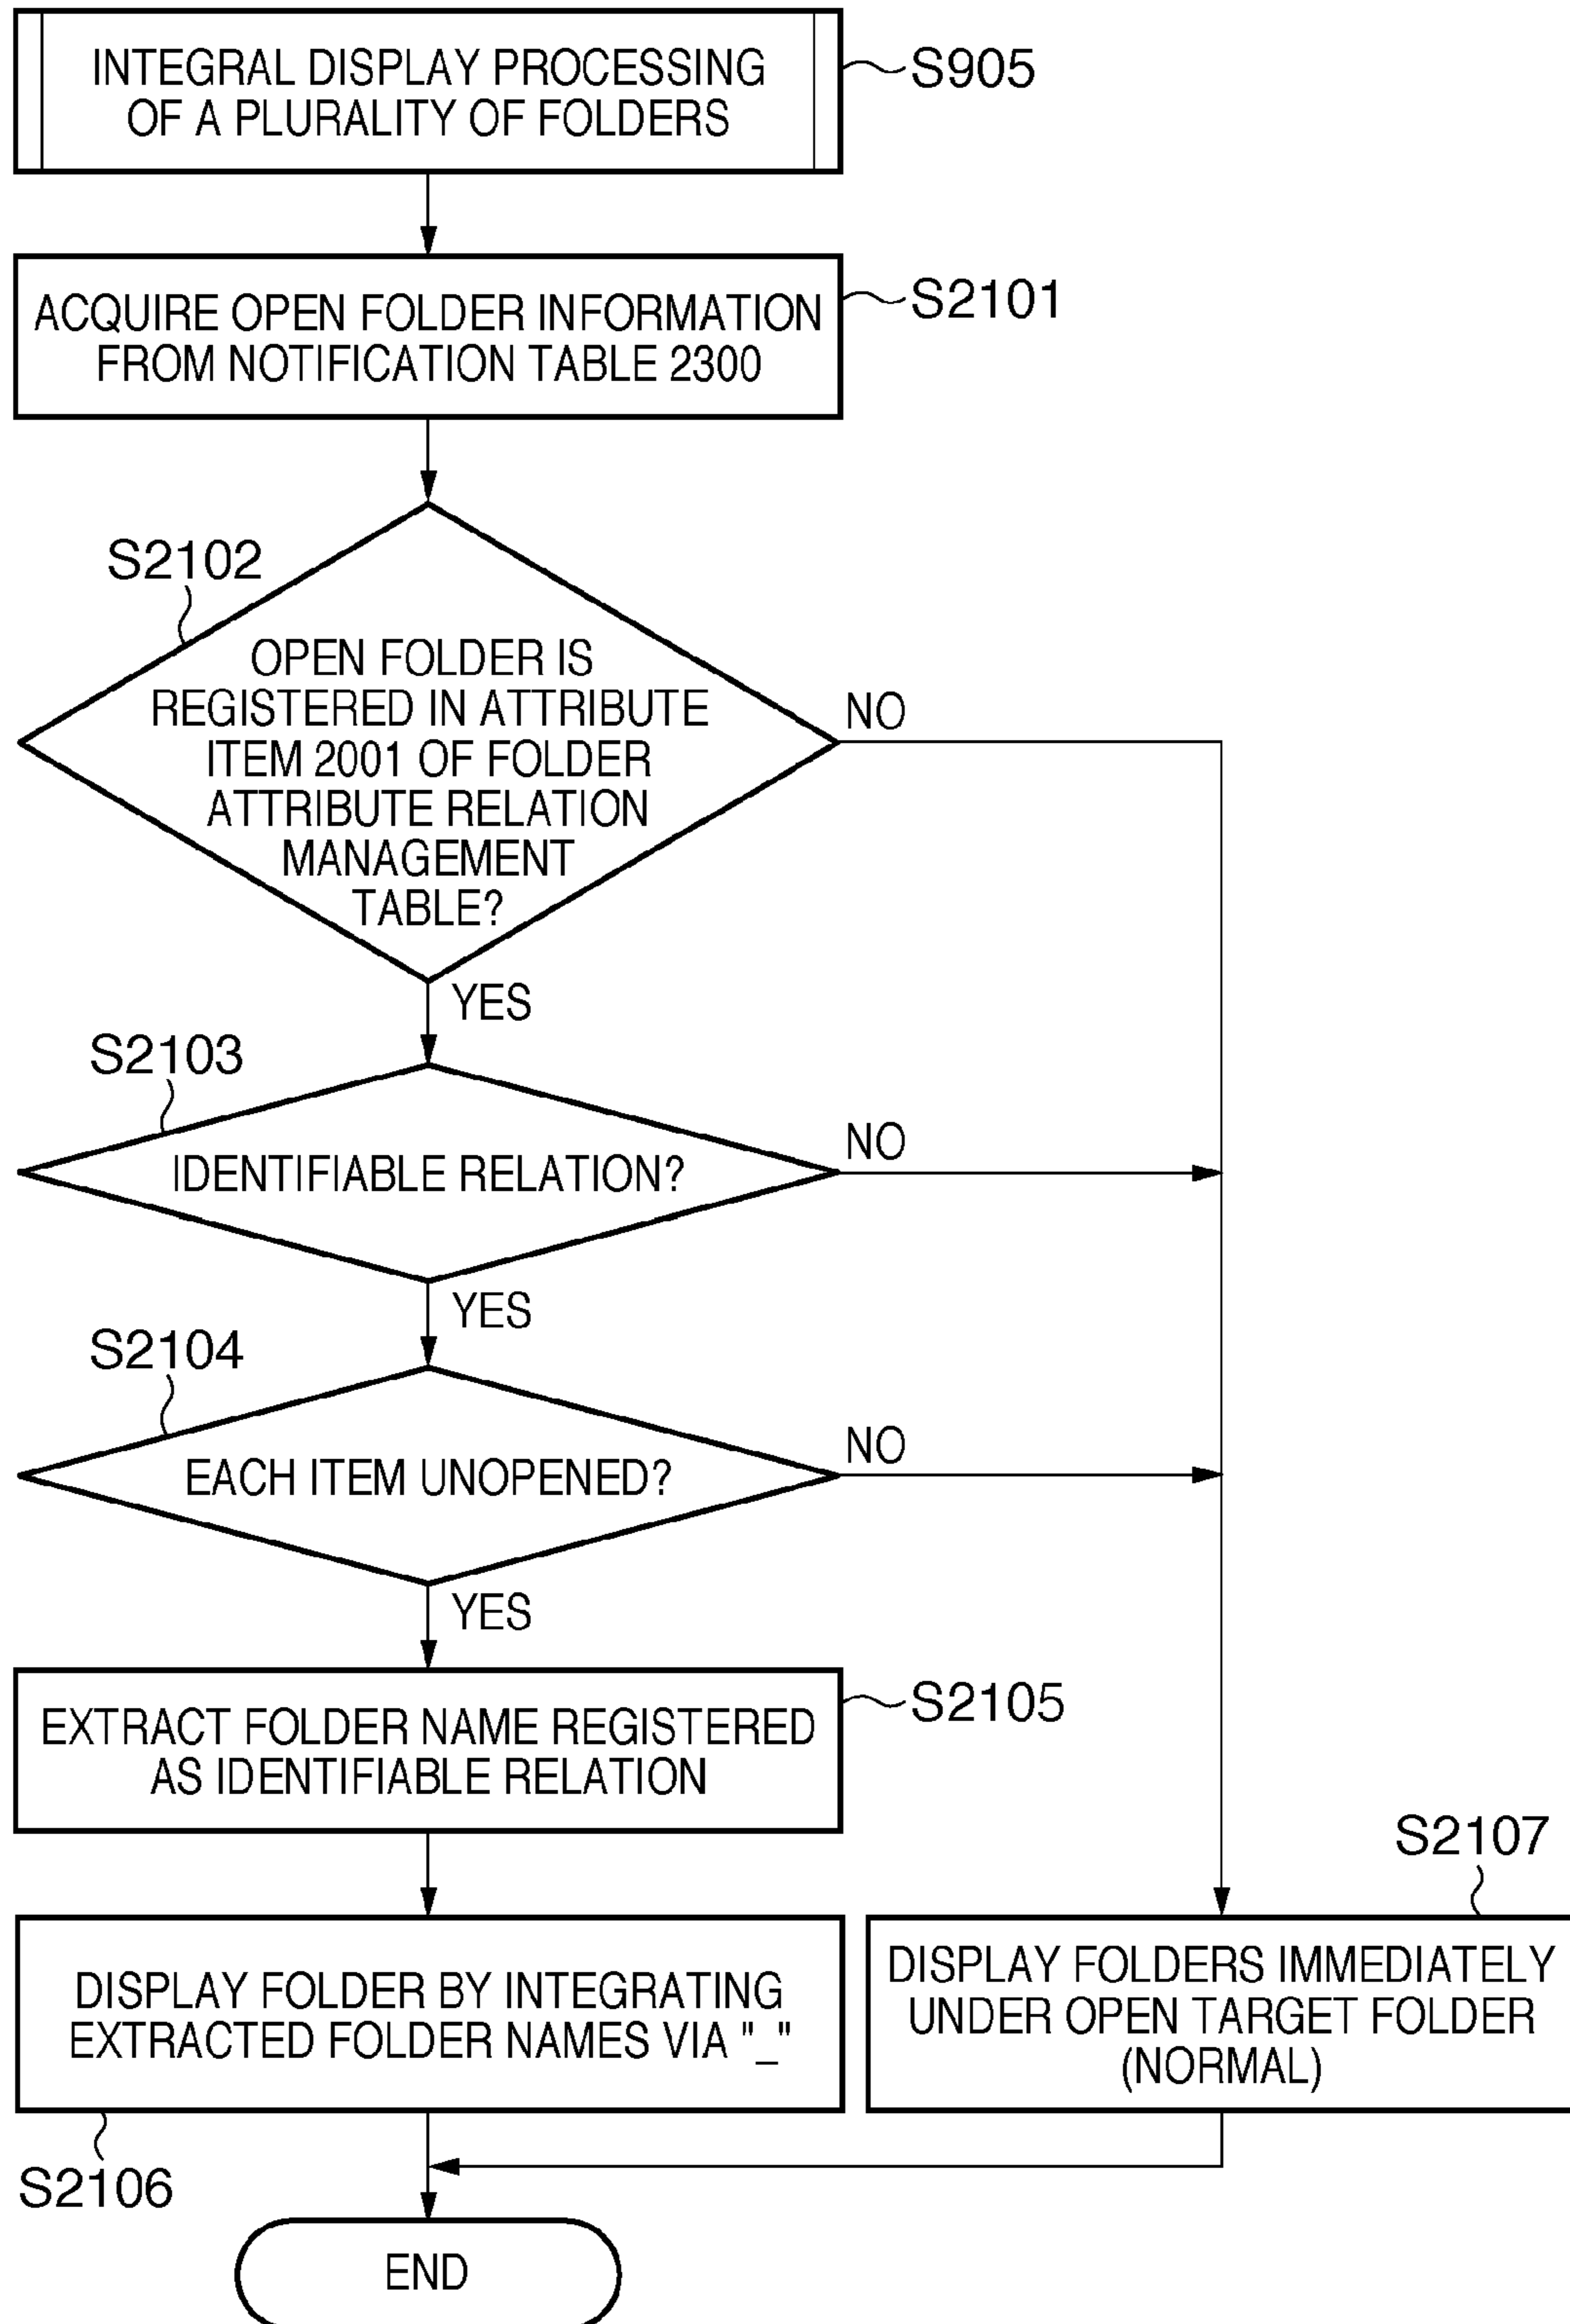 INTEGRAL DISPLAY PROCESSING
OF A PLURALITY OF FOLDERS
S905
ACQUIRE OPEN FOLDER INFORMATION
FROM NOTIFICATION TABLE 2300
S2101
S2102
OPEN FOLDER IS
REGISTERED IN ATTRIBUTE
ITEM 2001 OF FOLDER
ATTRIBUTE RELATION
MANAGEMENT
TABLE?
NO
YES
S2103
IDENTIFIABLE RELATION?
NO
YES
S2104
EACH ITEM UNOPENED?
NO
YES
EXTRACT FOLDER NAME REGISTERED
AS IDENTIFIABLE RELATION
S2105
S2107
DISPLAY FOLDER BY INTEGRATING
EXTRACTED FOLDER NAMES VIA "_"
S2106
DISPLAY FOLDERS IMMEDIATELY
UNDER OPEN TARGET FOLDER
(NORMAL)
END